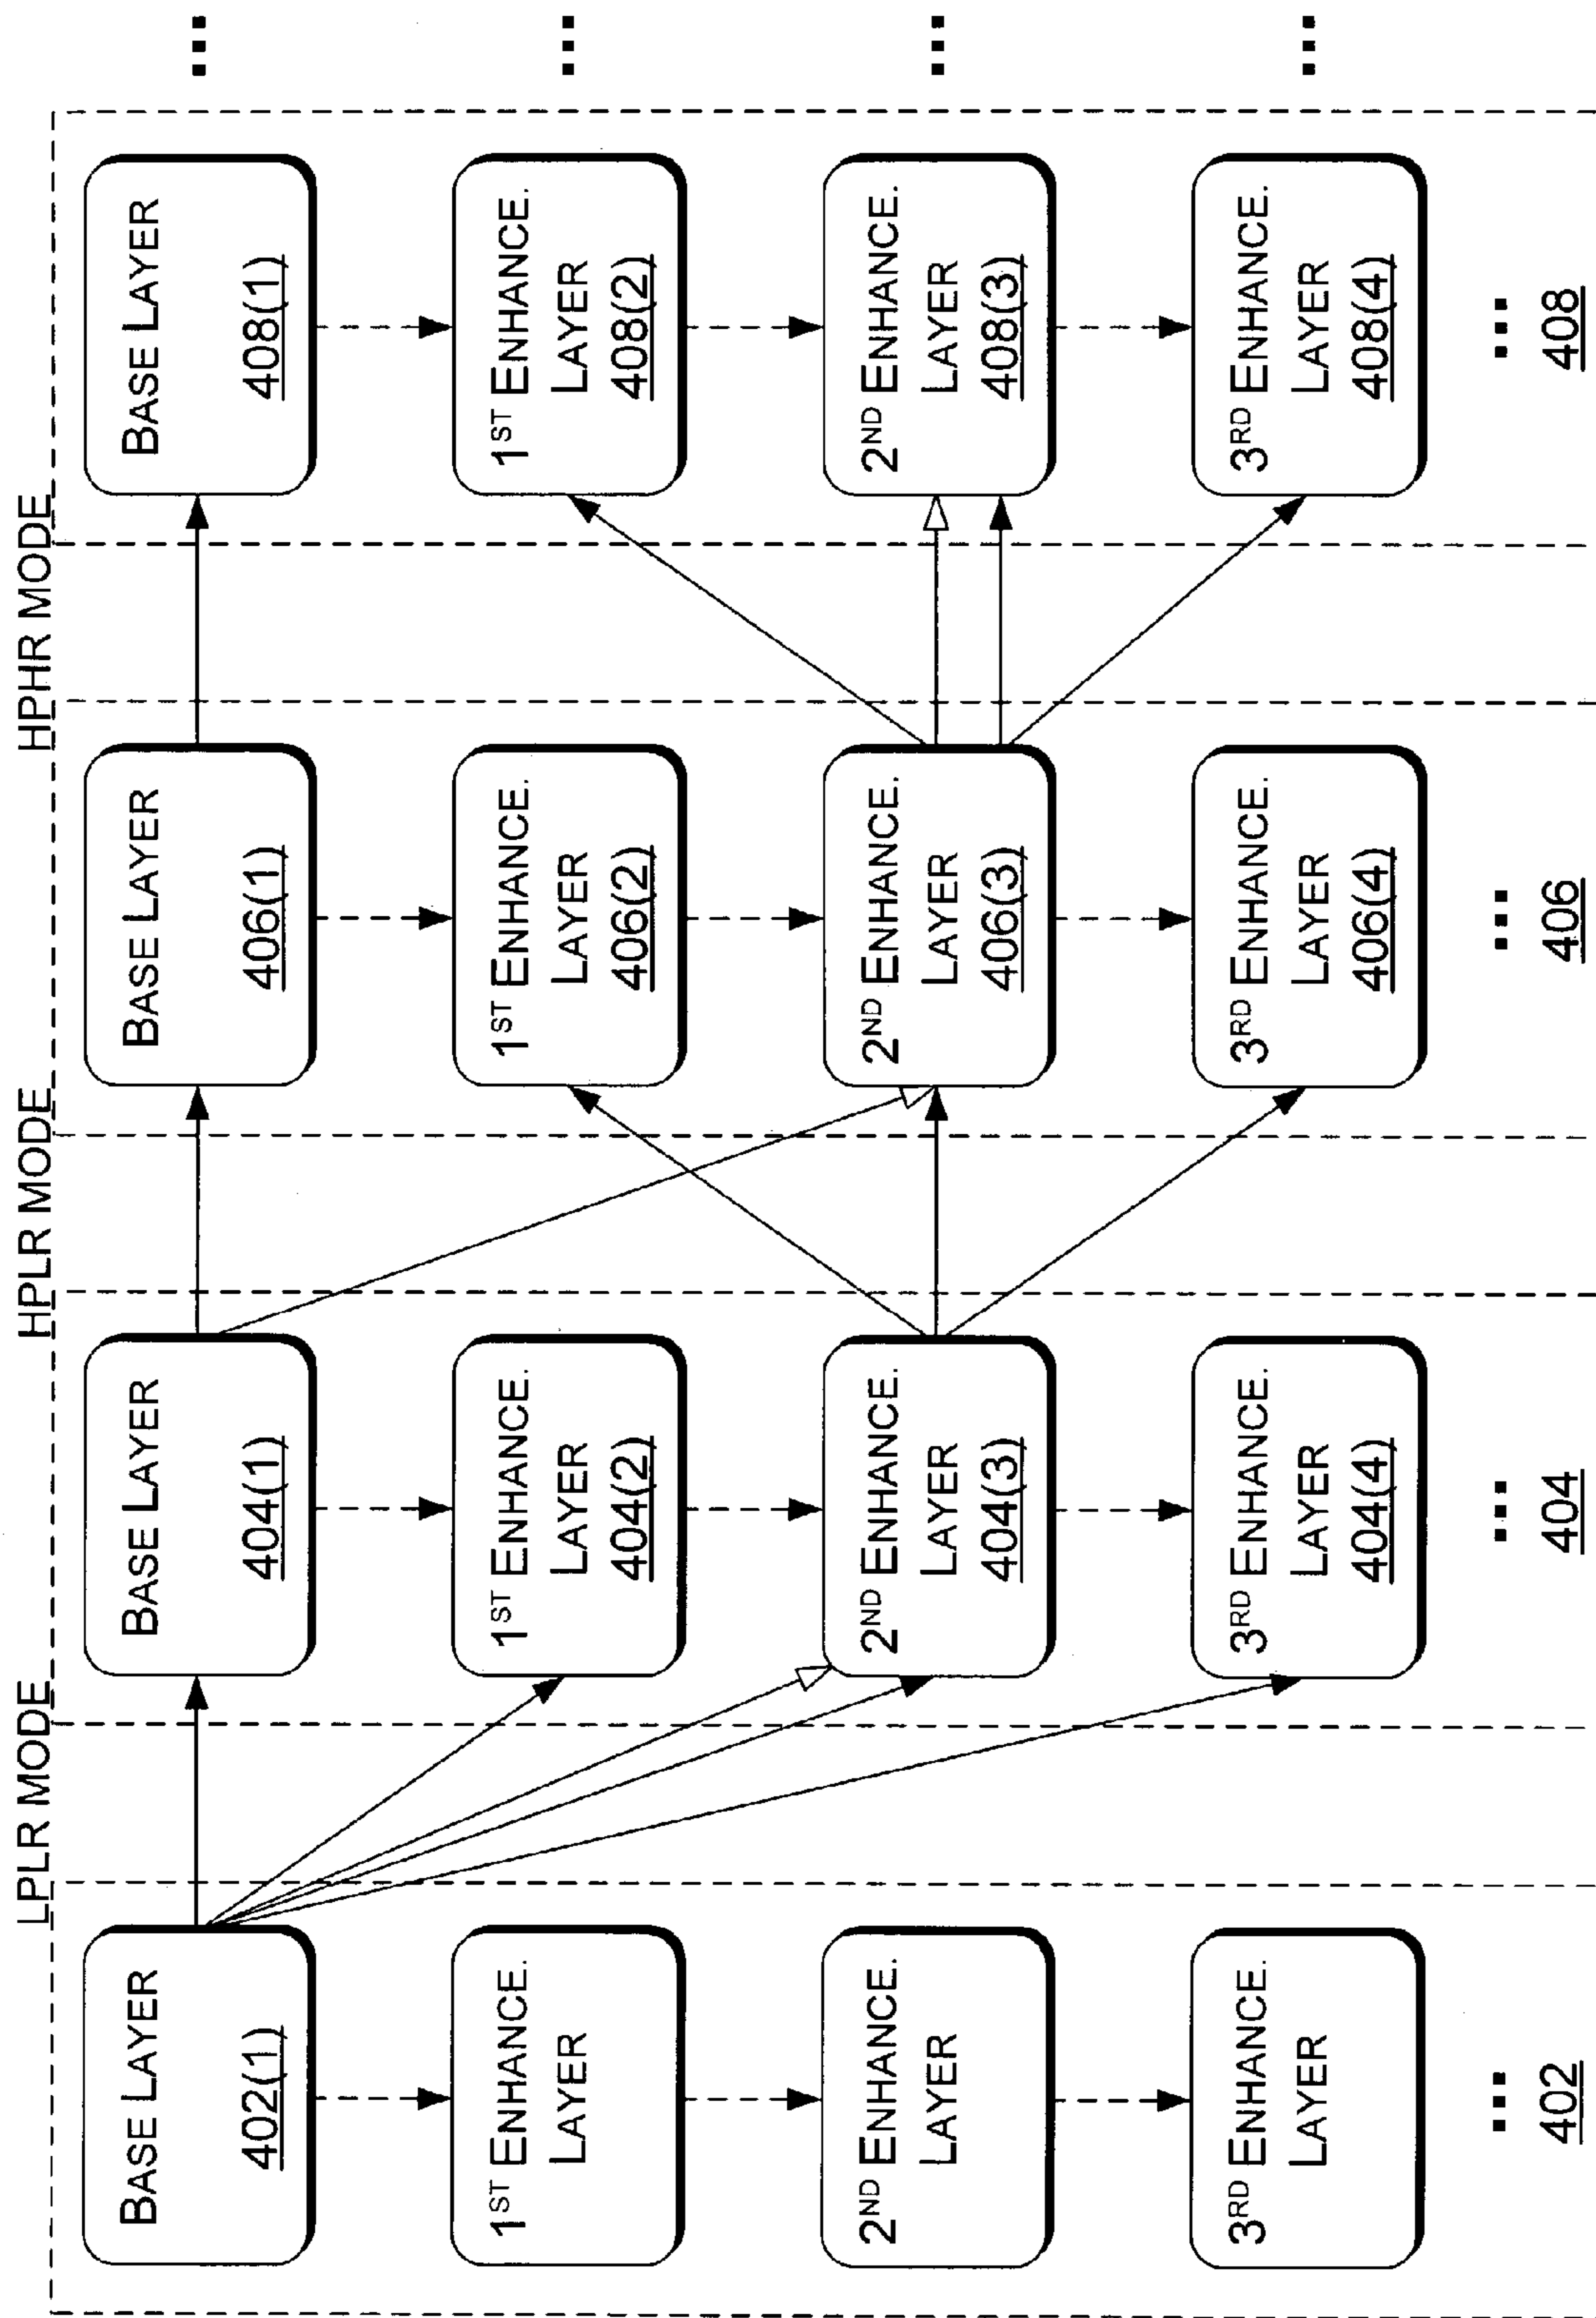 LPLR MODE
HPLR MODE
HPHR MODE
BASE LAYER
402(1)
BASE LAYER
404(1)
BASE LAYER
406(1)
BASE LAYER
408(1)
...
1ST ENHANCE.
LAYER
1ST ENHANCE.
LAYER
404(2)
1ST ENHANCE.
LAYER
406(2)
1ST ENHANCE.
LAYER
408(2)
...
2ND ENHANCE.
LAYER
2ND ENHANCE.
LAYER
404(3)
2ND ENHANCE.
LAYER
406(3)
2ND ENHANCE.
LAYER
408(3)
...
3RD ENHANCE.
LAYER
3RD ENHANCE.
LAYER
404(4)
3RD ENHANCE.
LAYER
406(4)
3RD ENHANCE.
LAYER
408(4)
...
...
402
...
404
...
406
...
408